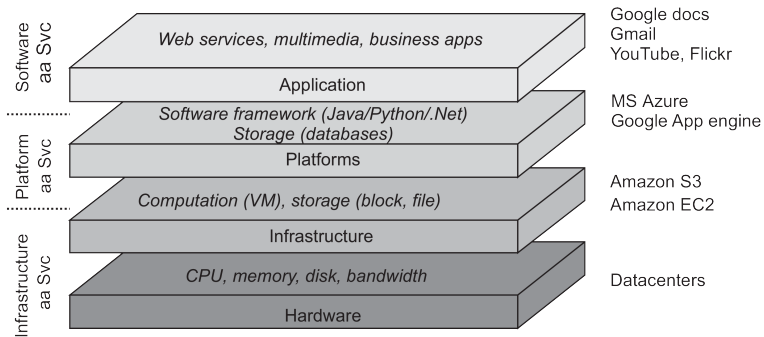 Software
aa Svc
Web services, multimedia, business apps
Application
Google docs
Gmail
YouTube, Flickr
Platform
aa Svc
Software framework (Java/Python/.Net)
Storage (databases)
Platforms
MS Azure
Google App engine
Infrastructure
aa Svc
Computation (VM), storage (block, file)
Infrastructure
Amazon S3
Amazon EC2
CPU, memory, disk, bandwidth
Hardware
Datacenters